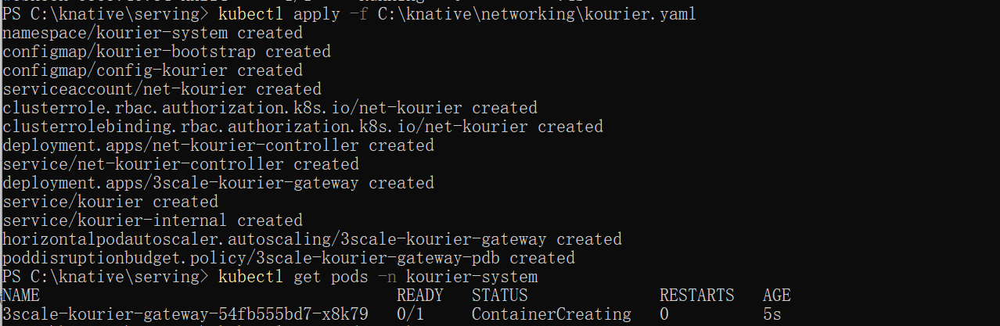 PS C:\knative\serving> kubectl apply -f C:\knative\networking\kourier.yaml
namespace/kourier-system created
configmap/kourier-bootstrap created
configmap/config-kourier created
serviceaccount/net-kourier created
clusterrole.rbac.authorization.k8s.io/net-kourier created
clusterrolebinding.rbac.authorization.k8s.io/net-kourier created
deployment.apps/net-kourier-controller created
service/net-kourier-controller created
deployment.apps/3scale-kourier-gateway created
service/kourier created
service/kourier-internal created
horizontalpodautoscaler.autoscaling/3scale-kourier-gateway created
poddisruptionbudget.policy/3scale-kourier-gateway-pdb created
PS C:\knative\serving> kubectl get pods -n kourier-system
NAME READY STATUS RESTARTS AGE
3scale-kourier-gateway-54fb555bd7-x8k79 0/1 ContainerCreating 0 5s